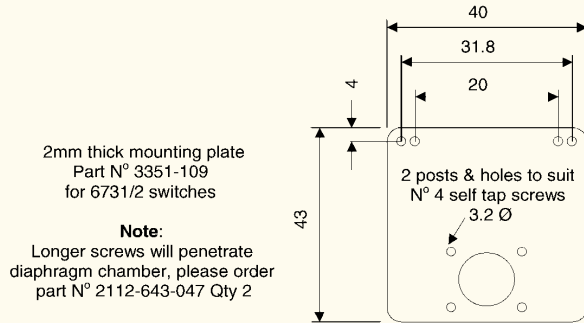 40
31.8
20
4
43
2mm thick mounting plate
Part Nº 3351-109
for 6731/2 switches
Note:
Longer screws will penetrate
diaphragm chamber, please order
part Nº 2112-643-047 Qty 2
2 posts & holes to suit
Nº 4 self tap screws
3.2 Ø